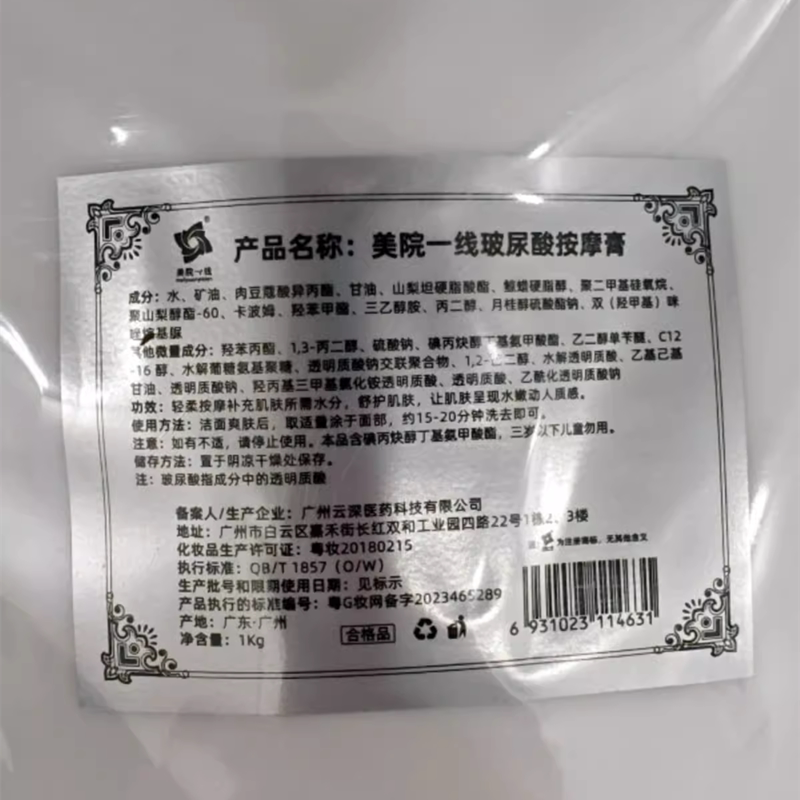 美院一线
产品名称：美院一线玻尿酸按摩膏
成分：水、矿油、肉豆蔻酸异丙酯、甘油、山梨坦硬脂酸酯、鲸蜡硬脂醇、聚二甲基硅氧烷、
聚山梨醇酯-60、卡波姆、羟苯甲酯、三乙醇胺、丙二醇、月桂醇硫酸酯钠、双（羟甲基）咪
唑烷基脲
其他微量成分：羟苯丙酯、1,3-丙二醇、硫酸钠、碘丙炔醇丁基氨甲酸酯、乙二醇单苄醚、C12
-16醇、水解葡糖氨基聚糖、透明质酸钠交联聚合物、1,2-己二醇、水解透明质酸、乙基己基
甘油、透明质酸钠、羟丙基三甲基氯化铵透明质酸、透明质酸、乙酰化透明质酸钠
功效：轻柔按摩补充肌肤所需水分，舒护肌肤，让肌肤呈现水嫩动人质感。
使用方法：洁面爽肤后，取适量涂于面部，约15-20分钟洗去即可。
注意：如有不适，请停止使用。本品含碘丙炔醇丁基氨甲酸酯，三岁以下儿童勿用。
储存方法：置于阴凉干燥处保存。
注：玻尿酸指成分中的透明质酸
备案人/生产企业：广州云深医药科技有限公司
地址：广州市白云区嘉禾街长红双和工业园四路22号1栋2、3楼
化妆品生产许可证：粤妆20180215
执行标准：QB/T 1857（O/W）
生产批号和限期使用日期：见标示
产品执行的标准编号：粤G妆网备字2023465289
产地：广东·广州
净含量：1Kg
合格品
为注册商标，无其他含义
6 931023 114631